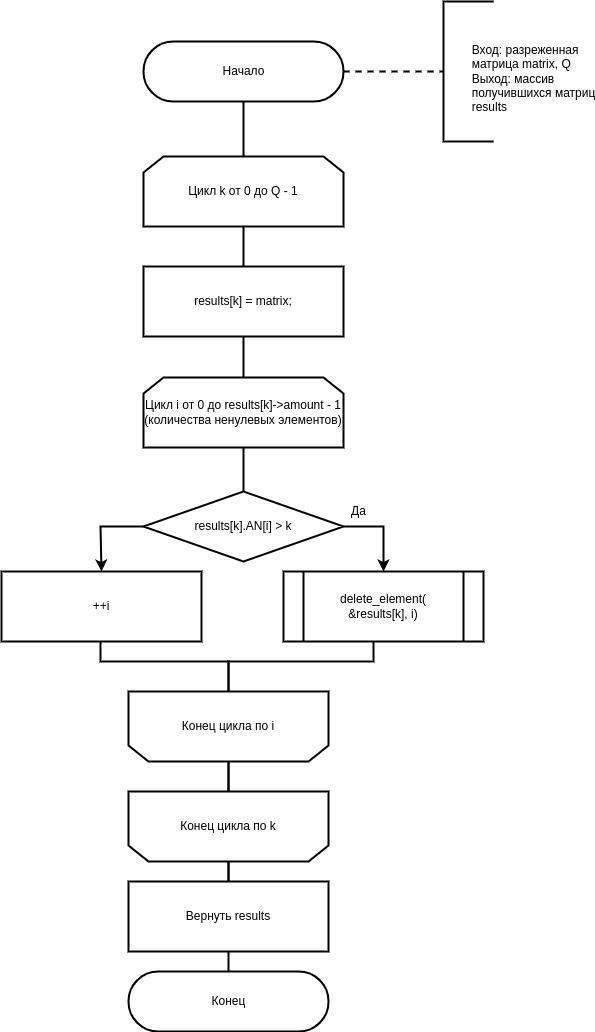 Начало
Вход: разреженная
матрица matrix, Q
Выход: массив
получившихся матриц
results
Цикл k от 0 до Q - 1
results[k] = matrix;
Цикл i от 0 до results[k]->amount - 1
(количества ненулевых элементов)
results[k].AN[i] > k
Да
++i
delete_element(
&results[k], i)
Конец цикла по i
Конец цикла по k
Вернуть results
Конец